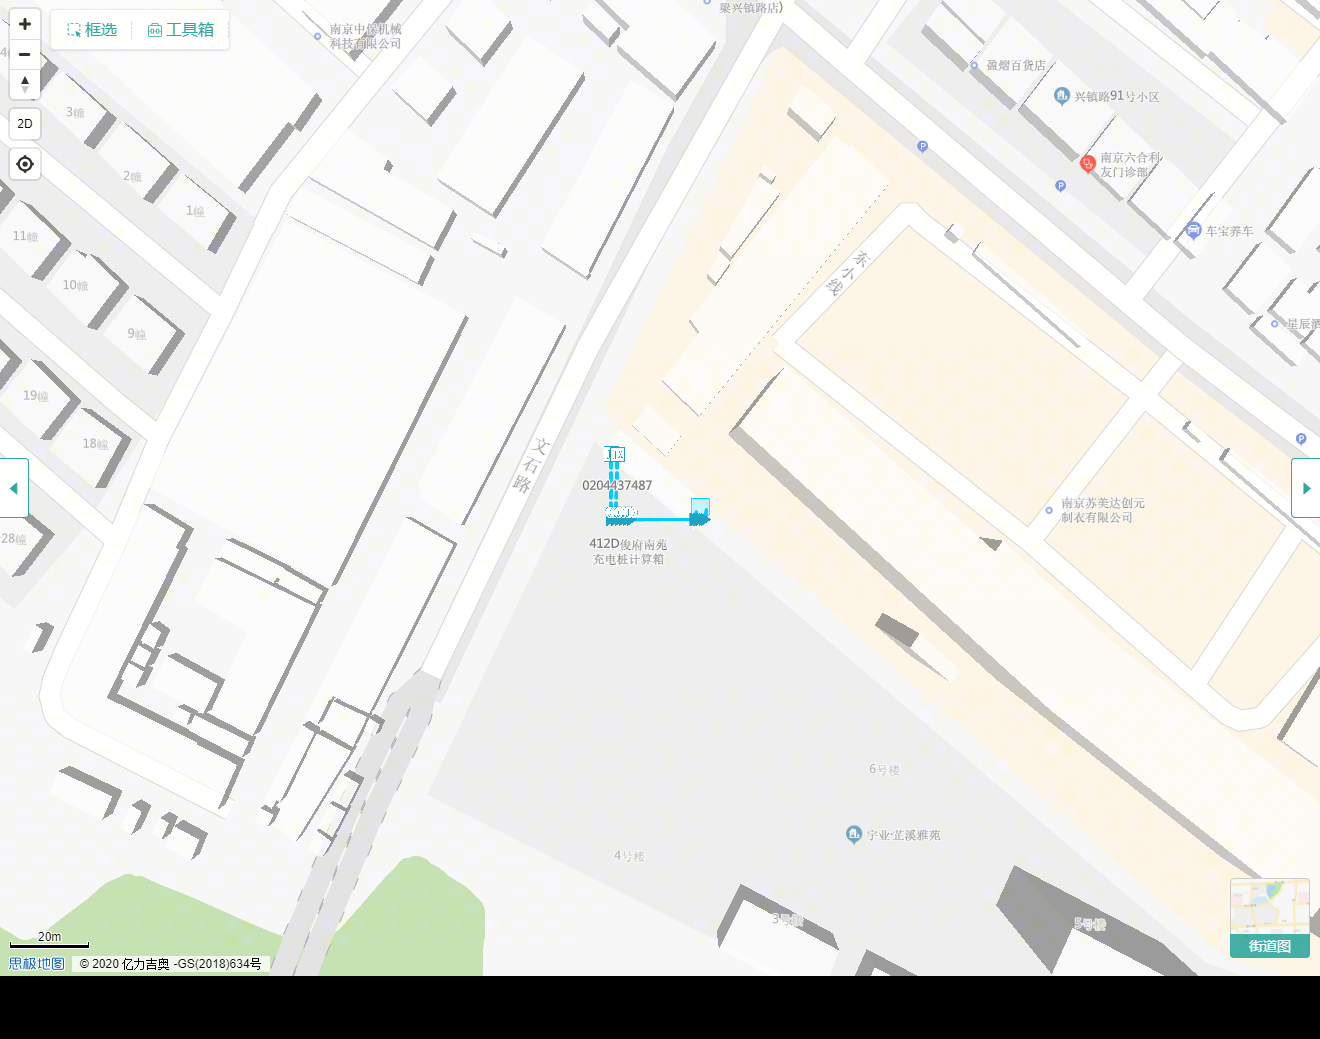 框选
工具箱
2D
南京中保机械
科技有限公司
聚兴镇路店)
盈熠百货店
兴镇路91号小区
南京六合利
友门诊部
车宝养车
星辰酒
3幢
2幢
1幢
11幢
10幢
9幢
19幢
18幢
28幢
东小线
文石路
0204437487
412D俊府南苑
充电桩计算箱
南京苏美达创元
制衣有限公司
6号楼
宇业·芷溪雅苑
4号楼
3号楼
5号楼
街道图
20m
思极地图
© 2020 亿力吉奥 -GS(2018)634号